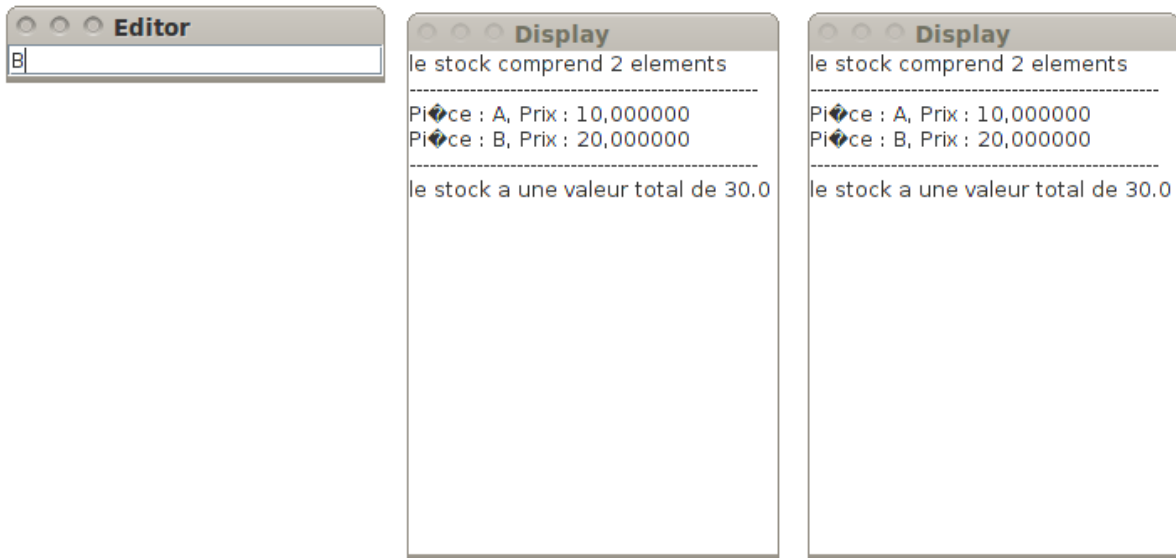 Editor
B
Display
le stock comprend 2 elements
--------------------------------------------------
Pi�ce : A, Prix : 10,000000
Pi�ce : B, Prix : 20,000000
--------------------------------------------------
le stock a une valeur total de 30.0
Display
le stock comprend 2 elements
--------------------------------------------------
Pi�ce : A, Prix : 10,000000
Pi�ce : B, Prix : 20,000000
--------------------------------------------------
le stock a une valeur total de 30.0